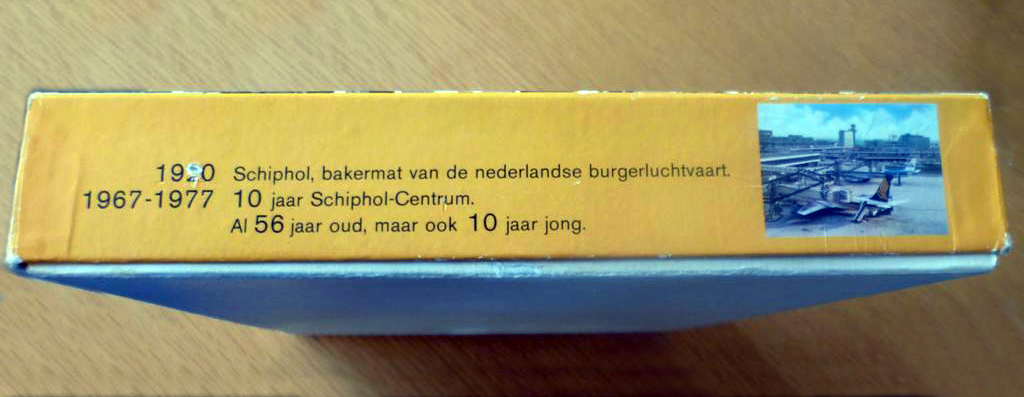 1920 Schiphol, bakermat van de nederlandse burgerluchtvaart.
1967-1977 10 jaar Schiphol-Centrum.
Al 56 jaar oud, maar ook 10 jaar jong.